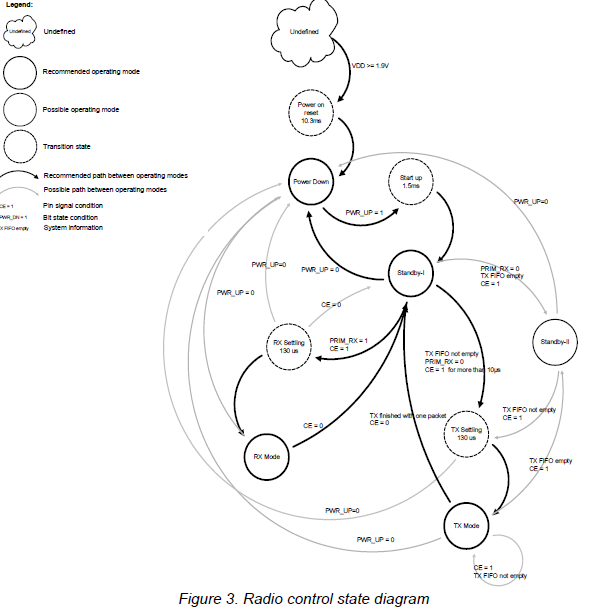 Legend:
Undefined
Undefined
Recommended operating mode
Possible operating mode
Transition state
Recommended path between operating modes
Possible path between operating modes
CE = 1
Pin signal condition
PWR_DN = 1
Bit state condition
TX FIFO empty
System information
Undefined
VDD >= 1.9V
Power on
reset
10.3ms
Power Down
Start up
1.5ms
PWR_UP=0
PWR_UP = 1
PWR_UP=0
PWR_UP = 0
Standby-I
PRIM_RX = 0
TX FIFO empty
CE = 1
PWR_UP = 0
CE = 0
RX Settling
130 us
PRIM_RX = 1
CE = 1
Standby-II
TX FIFO not empty
PRIM_RX = 0
CE = 1 for more than 10µs
CE = 0
TX finished with one packet
CE = 0
TX FIFO not empty
CE = 1
TX Settling
130 us
RX Mode
TX FIFO empty
CE = 1
PWR_UP=0
TX Mode
PWR_UP = 0
CE = 1
TX FIFO not empty
Figure 3. Radio control state diagram